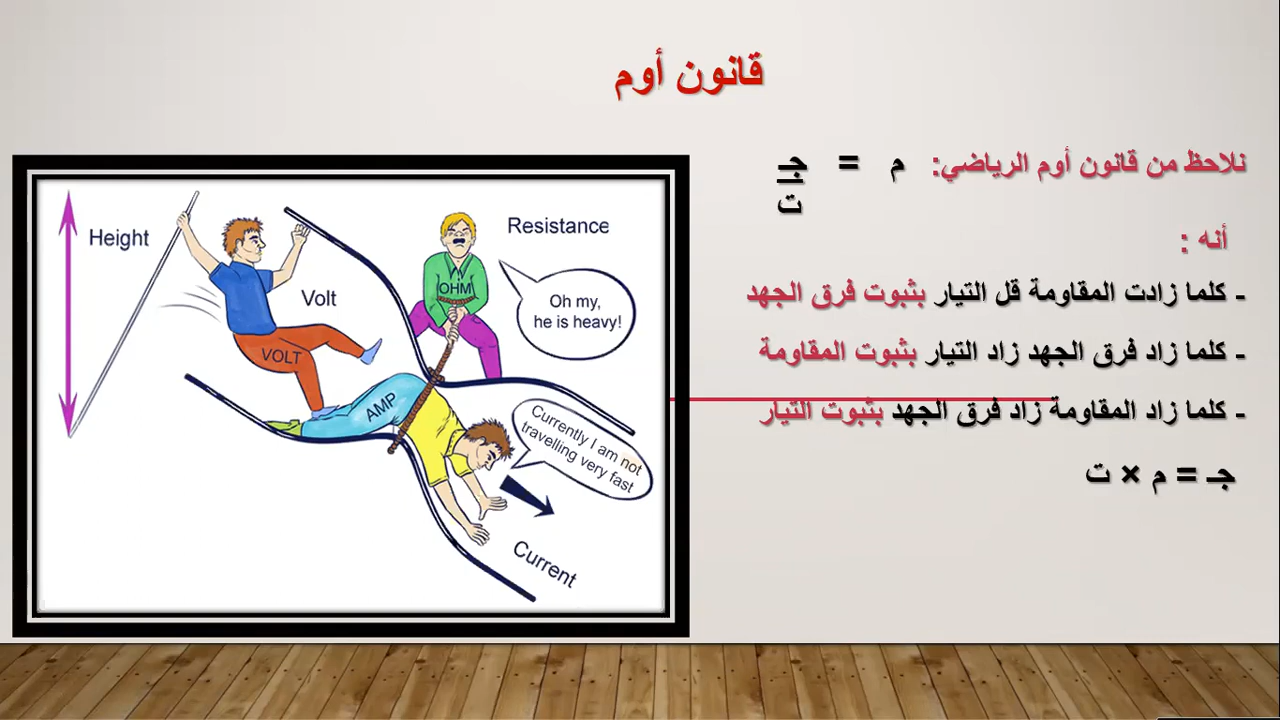 قانون أوم
نلاحظ من قانون أوم الرياضي: م = جـ
ت
أنه :
- كلما زادت المقاومة قل التيار بثبوت فرق الجهد
- كلما زاد فرق الجهد زاد التيار بثبوت المقاومة
- كلما زاد المقاومة زاد فرق الجهد بثبوت التيار
جـ = م × ت
Height
Volt
VOLT
Resistance
OHM
Oh my,
he is heavy!
AMP
Currently I am not
travelling very fast
Current